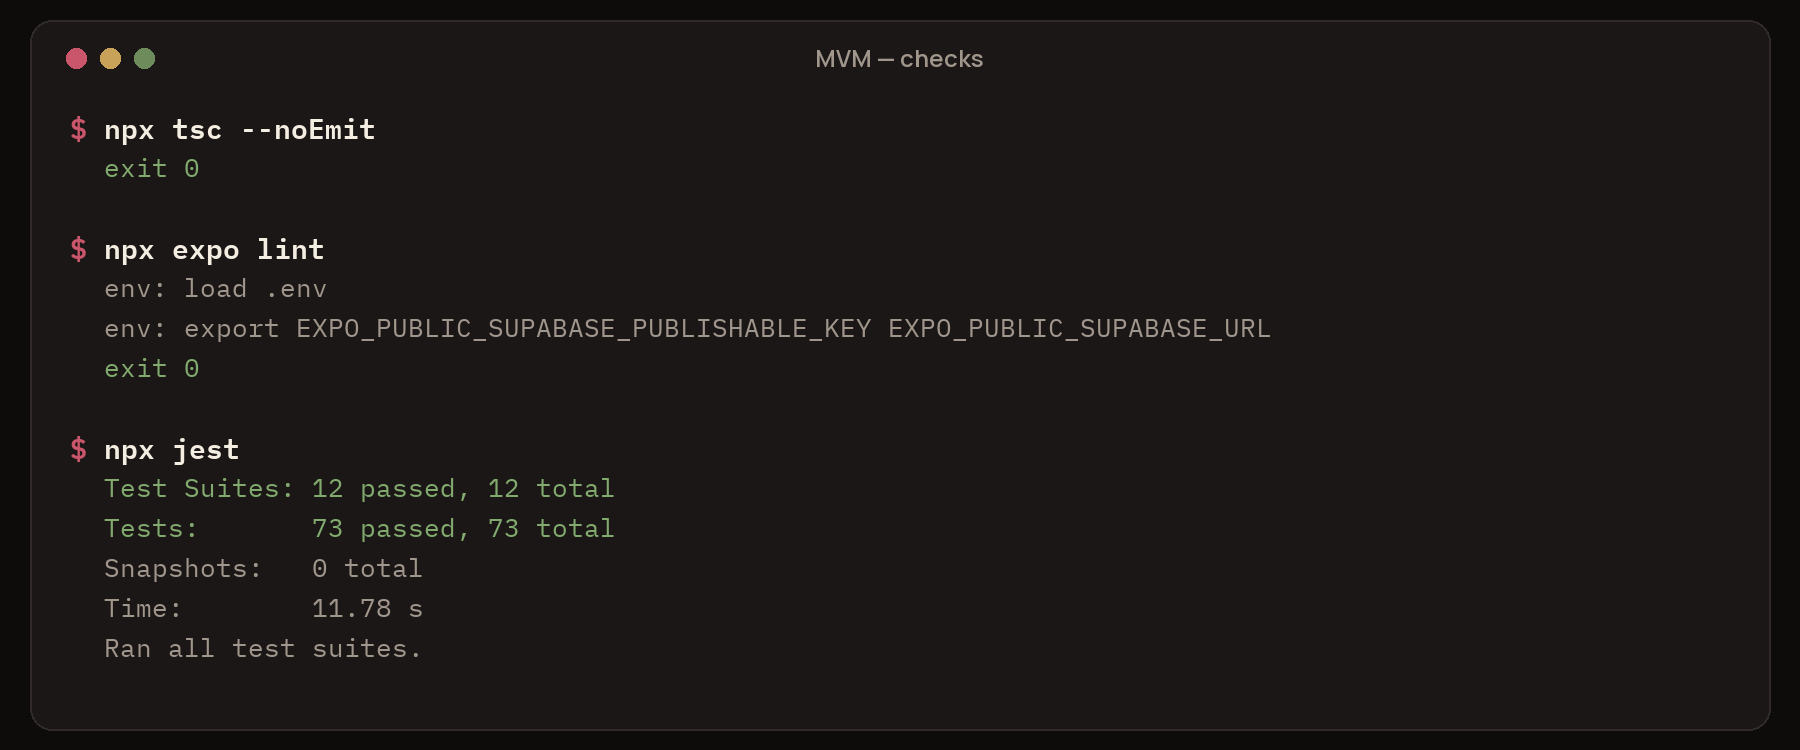 MVM — checks
$ npx tsc --noEmit
exit 0
$ npx expo lint
env: load .env
env: export EXPO_PUBLIC_SUPABASE_PUBLISHABLE_KEY EXPO_PUBLIC_SUPABASE_URL
exit 0
$ npx jest
Test Suites: 12 passed, 12 total
Tests:       73 passed, 73 total
Snapshots:   0 total
Time:        11.78 s
Ran all test suites.